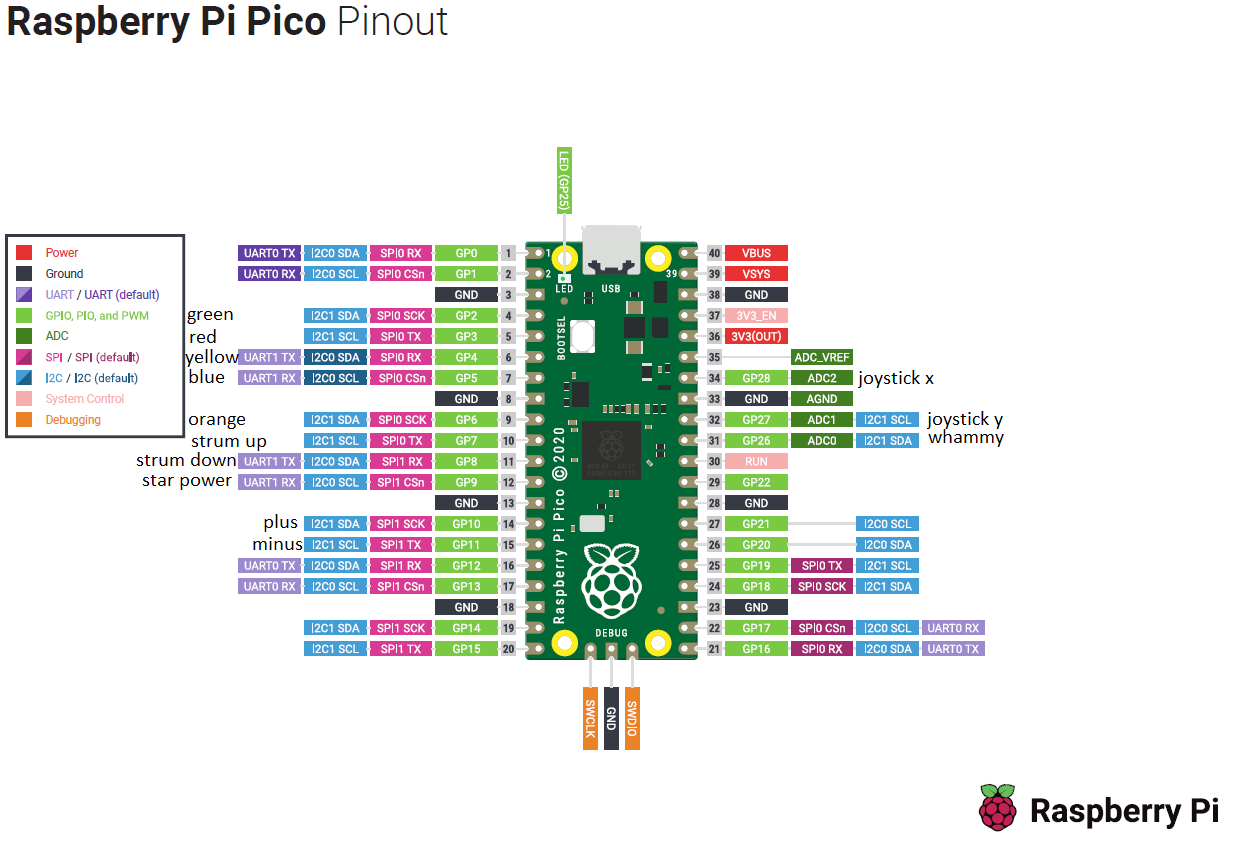 Raspberry Pi Pico Pinout
LED (GP25)
Power
Ground
UART / UART (default)
GPIO, PIO, and PWM
ADC
SPI / SPI (default)
I2C / I2C (default)
System Control
Debugging
UART0 TX I2C0 SDA SPI0 RX GP0 1
UART0 RX I2C0 SCL SPI0 CSn GP1 2
GND 3
green I2C1 SDA SPI0 SCK GP2 4
red I2C1 SCL SPI0 TX GP3 5
yellow UART1 TX I2C0 SDA SPI0 RX GP4 6
blue UART1 RX I2C0 SCL SPI0 CSn GP5 7
GND 8
orange I2C1 SDA SPI0 SCK GP6 9
strum up I2C1 SCL SPI0 TX GP7 10
strum down UART1 TX I2C0 SDA SPI1 RX GP8 11
star power UART1 RX I2C0 SCL SPI1 CSn GP9 12
GND 13
plus I2C1 SDA SPI1 SCK GP10 14
minus I2C1 SCL SPI1 TX GP11 15
UART0 TX I2C0 SDA SPI1 RX GP12 16
UART0 RX I2C0 SCL SPI1 CSn GP13 17
GND 18
I2C1 SDA SPI1 SCK GP14 19
I2C1 SCL SPI1 TX GP15 20
1
2
39
LED
USB
BOOTSEL
Raspberry Pi Pico © 2020
DEBUG
40 VBUS
39 VSYS
38 GND
37 3V3_EN
36 3V3(OUT)
35 ADC_VREF
34 GP28 ADC2 joystick x
33 GND AGND
32 GP27 ADC1 I2C1 SCL joystick y
31 GP26 ADC0 I2C1 SDA whammy
30 RUN
29 GP22
28 GND
27 GP21 I2C0 SCL
26 GP20 I2C0 SDA
25 GP19 SPI0 TX I2C1 SCL
24 GP18 SPI0 SCK I2C1 SDA
23 GND
22 GP17 SPI0 CSn I2C0 SCL UART0 RX
21 GP16 SPI0 RX I2C0 SDA UART0 TX
SWCLK
GND
SWDIO
Raspberry Pi